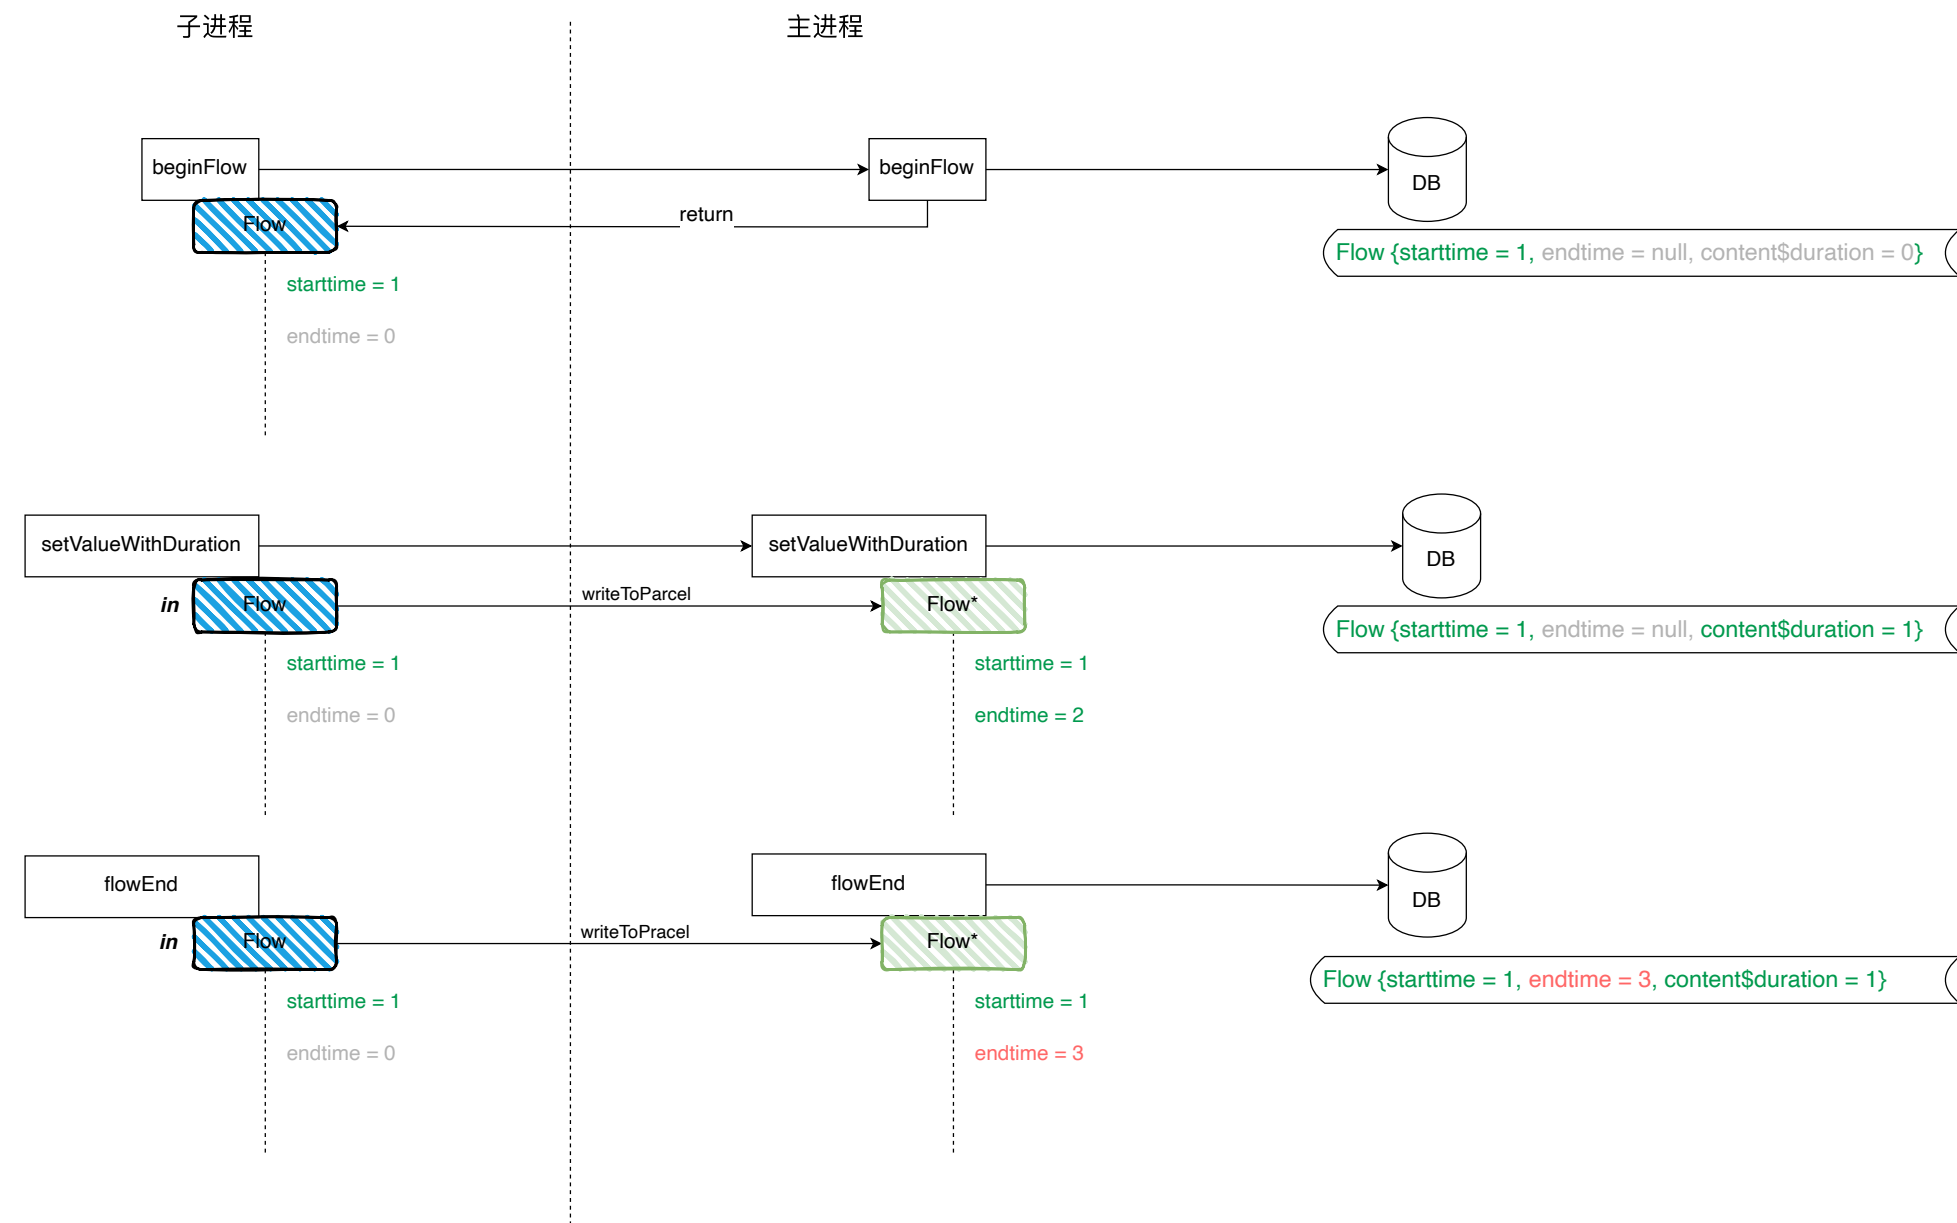 子进程
主进程
beginFlow
beginFlow
DB
Flow
return
Flow {starttime = 1, endtime = null, content$duration = 0}
starttime = 1
endtime = 0
setValueWithDuration
setValueWithDuration
DB
in
Flow
writeToParcel
Flow*
Flow {starttime = 1, endtime = null, content$duration = 1}
starttime = 1
starttime = 1
endtime = 0
endtime = 2
flowEnd
flowEnd
DB
in
Flow
writeToPracel
Flow*
Flow {starttime = 1, endtime = 3, content$duration = 1}
starttime = 1
starttime = 1
endtime = 0
endtime = 3